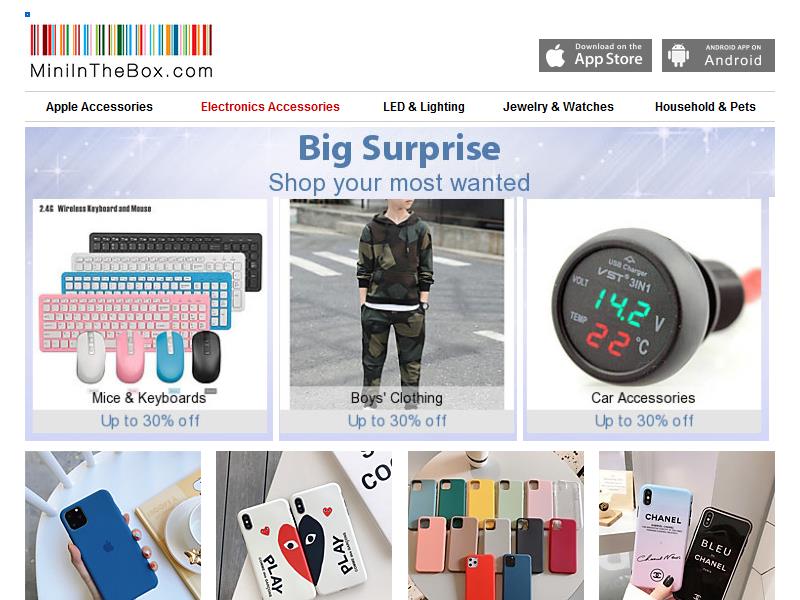 MiniInTheBox.com
Download on the
App Store
ANDROID APP ON
Android
Apple Accessories
Electronics Accessories
LED & Lighting
Jewelry & Watches
Household & Pets
Big Surprise
Shop your most wanted
2.4G Wireless Keyboard and Mouse
USB Charger
VST® 3IN1
VOLT
14.2 V
TEMP
22 °C
Mice & Keyboards
Up to 30% off
Boys' Clothing
Up to 30% off
Car Accessories
Up to 30% off
PLAY
PLAY
CO
CHANEL
CHANEL
BLEU
CHANEL
PARIS